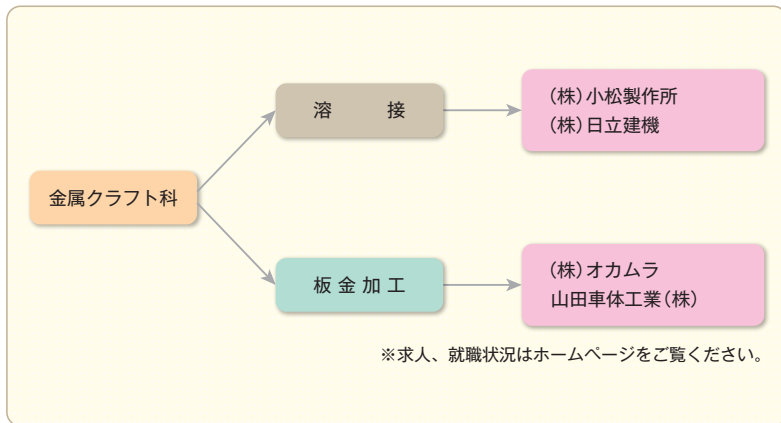 溶接
(株)小松製作所
(株)日立建機
金属クラフト科
板金加工
(株)オカムラ
山田車体工業(株)
※求人、就職状況はホームページをご覧ください。